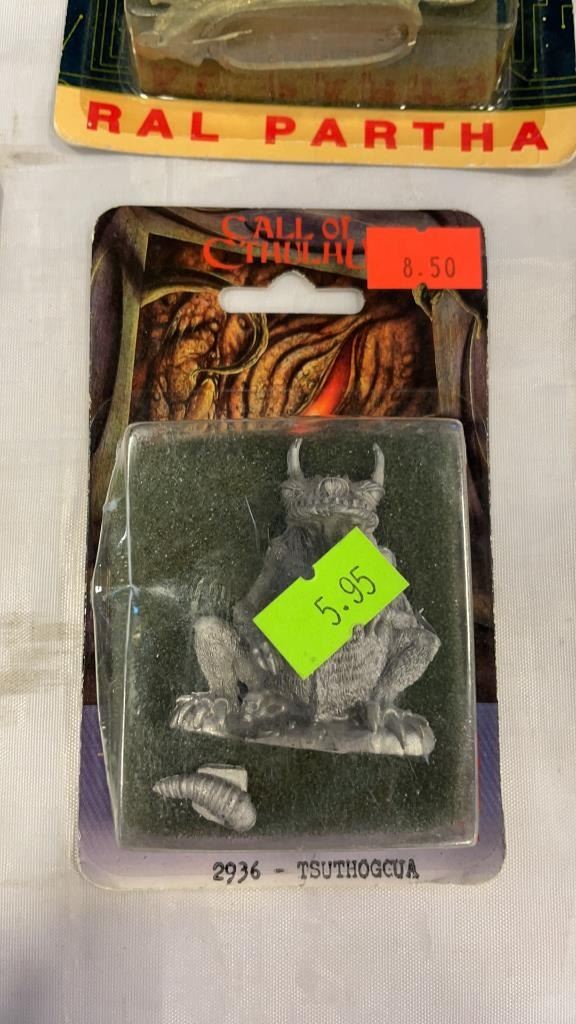 RAL PARTHA
CALL OF
CTHULHU
8.50
5.95
2936 - TSUTHOGCUA